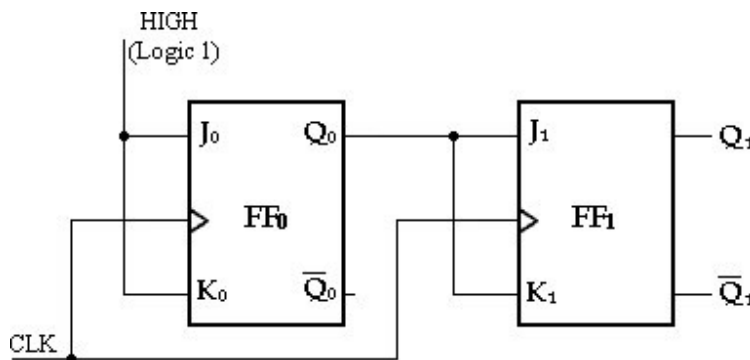 HIGH
(Logic 1)
J₀ Q₀ J₁ Q₁
FF₀ FF₁
K₀ Q̅₀ K₁ Q̅₁
CLK